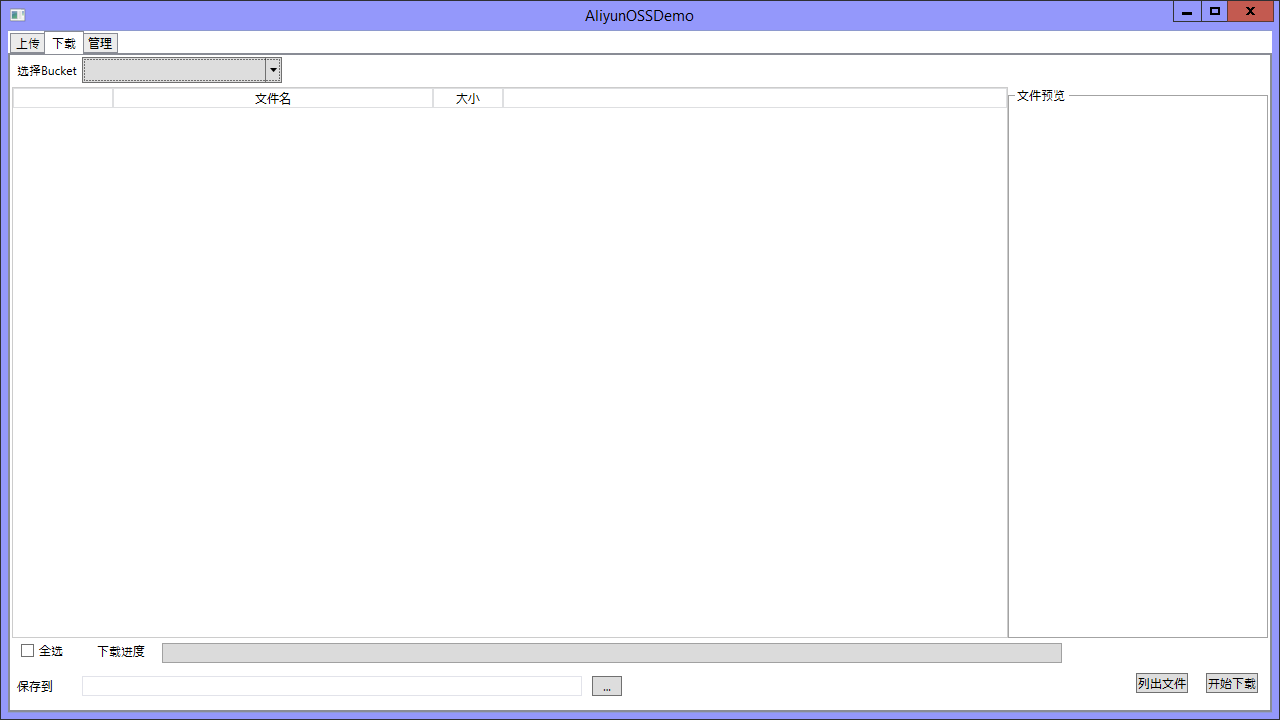 AliyunOSSDemo
上传 下载 管理
选择Bucket
文件名 大小
文件预览
全选 下载进度
保存到 ... 列出文件 开始下载